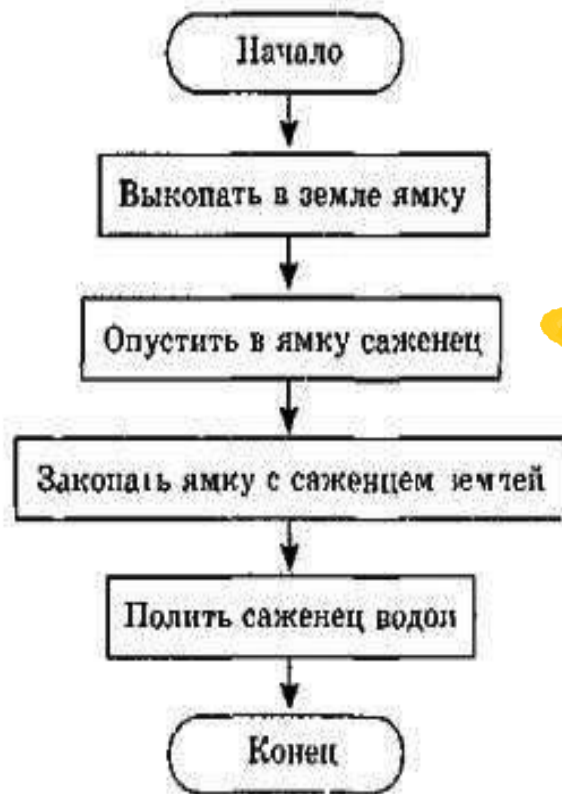 Начало
Выкопать в земле ямку
Опустить в ямку саженец
Закопать ямку с саженцем землей
Полить саженец водой
Конец